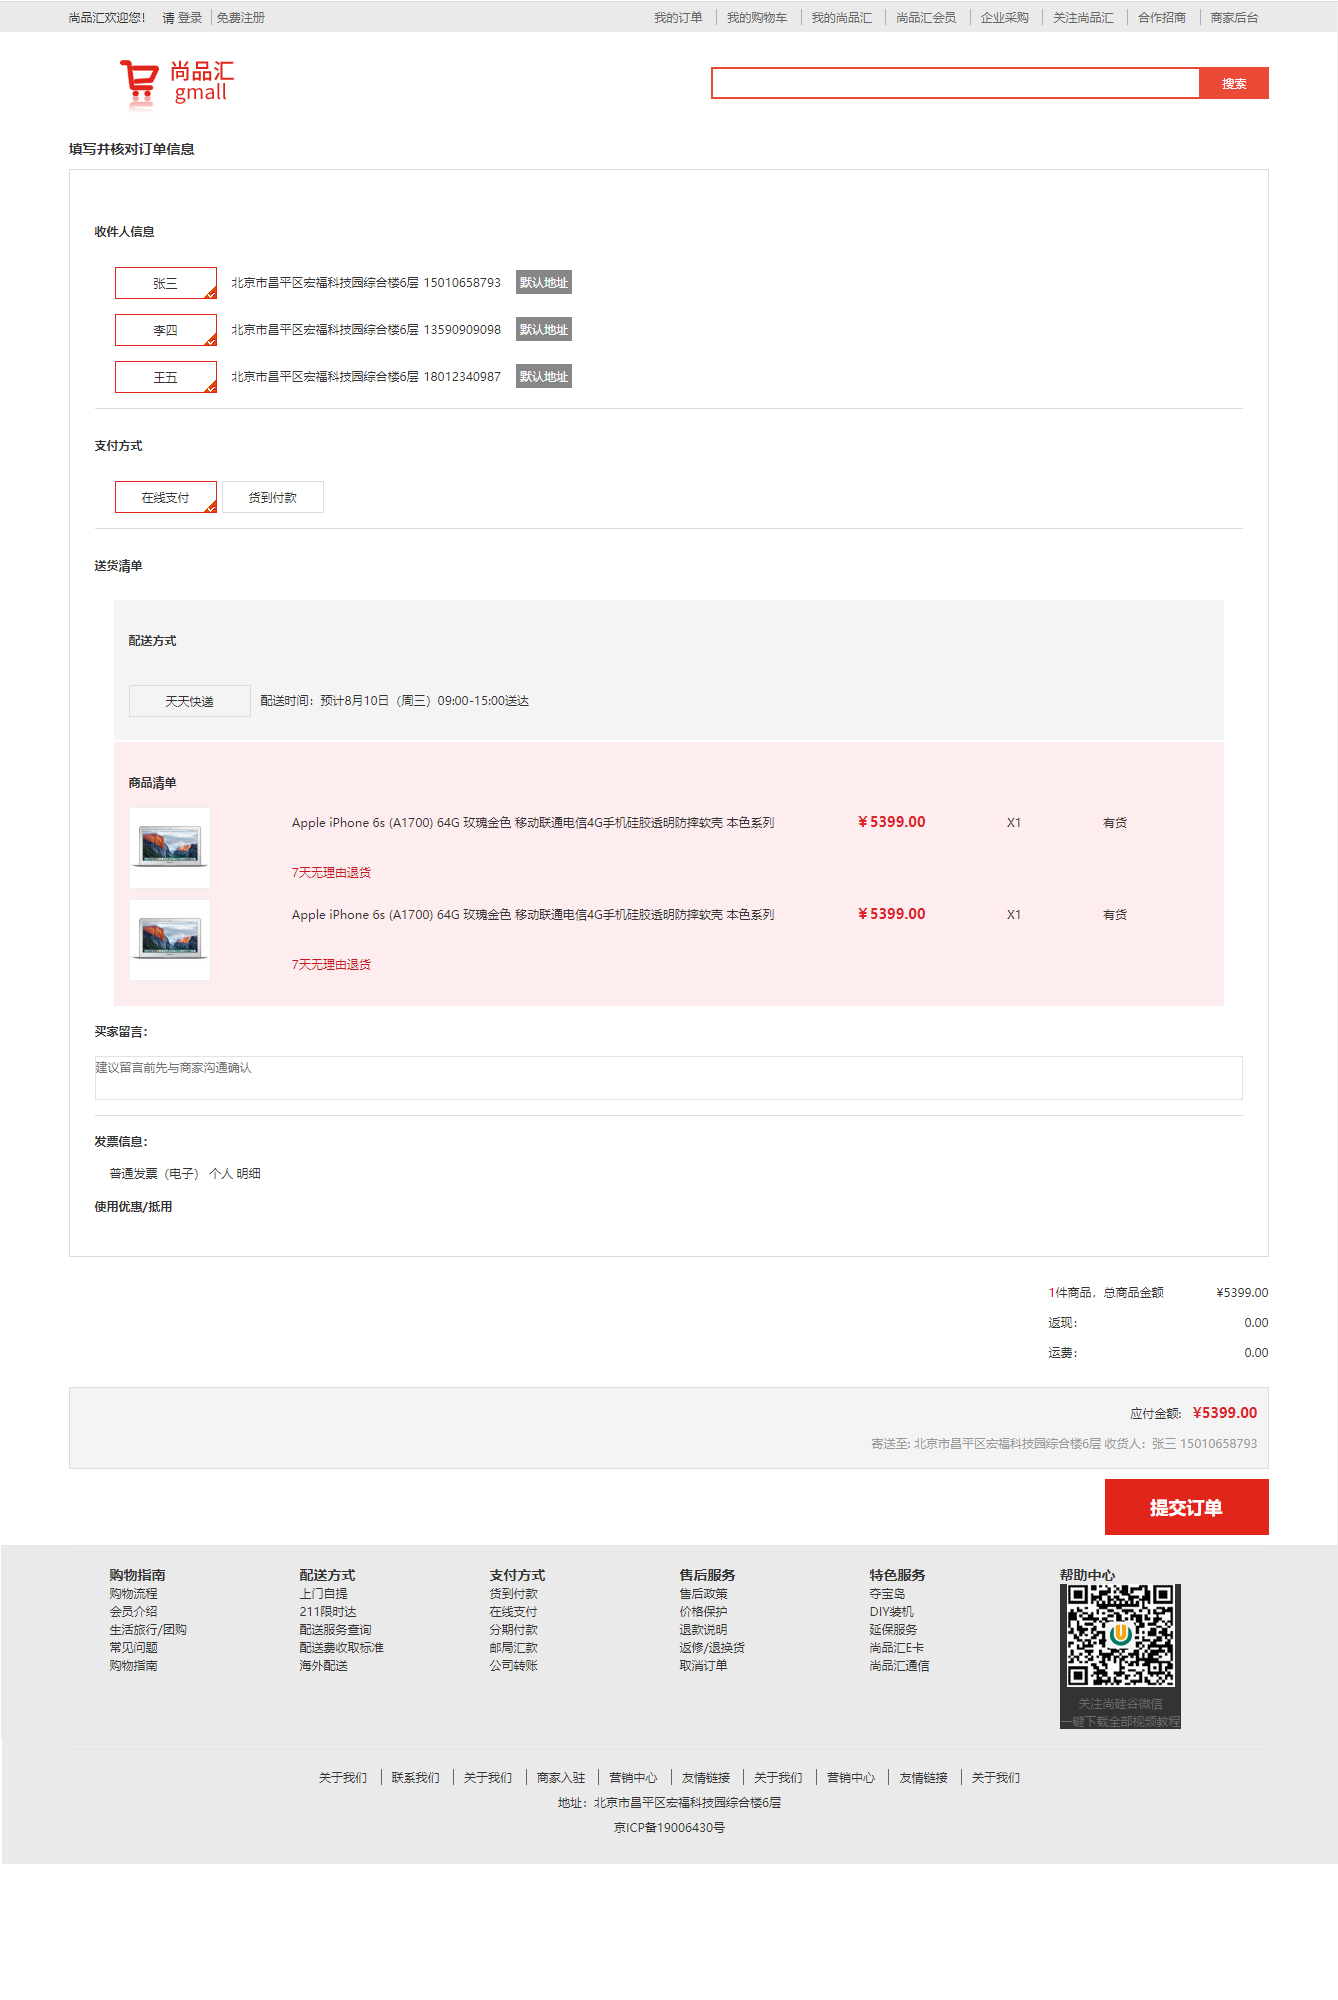 尚品汇欢迎您! 请 登录 免费注册 我的订单 我的购物车 我的尚品汇 尚品汇会员 企业采购 关注尚品汇 合作招商 商家后台
尚品汇
gmall
搜索
填写并核对订单信息
收件人信息
张三 北京市昌平区宏福科技园综合楼6层 15010658793 默认地址
李四 北京市昌平区宏福科技园综合楼6层 13590909098 默认地址
王五 北京市昌平区宏福科技园综合楼6层 18012340987 默认地址
支付方式
在线支付 货到付款
送货清单
配送方式
天天快递 配送时间：预计8月10日（周三）09:00-15:00送达
商品清单
Apple iPhone 6s (A1700) 64G 玫瑰金色 移动联通电信4G手机硅胶透明防摔软壳 本色系列 ￥5399.00 X1 有货
7天无理由退货
Apple iPhone 6s (A1700) 64G 玫瑰金色 移动联通电信4G手机硅胶透明防摔软壳 本色系列 ￥5399.00 X1 有货
7天无理由退货
买家留言：
建议留言前先与商家沟通确认
发票信息：
普通发票（电子） 个人 明细
使用优惠/抵用
1件商品，总商品金额 ¥5399.00
返现： 0.00
运费： 0.00
应付金额: ¥5399.00
寄送至: 北京市昌平区宏福科技园综合楼6层 收货人：张三 15010658793
提交订单
购物指南 配送方式 支付方式 售后服务 特色服务 帮助中心
购物流程 上门自提 货到付款 售后政策 夺宝岛
会员介绍 211限时达 在线支付 价格保护 DIY装机
生活旅行/团购 配送服务查询 分期付款 退款说明 延保服务
常见问题 配送费收取标准 邮局汇款 返修/退换货 尚品汇E卡
购物指南 海外配送 公司转账 取消订单 尚品汇通信
关注尚硅谷微信
一键下载全部视频教程
关于我们 联系我们 关于我们 商家入驻 营销中心 友情链接 关于我们 营销中心 友情链接 关于我们
地址：北京市昌平区宏福科技园综合楼6层
京ICP备19006430号